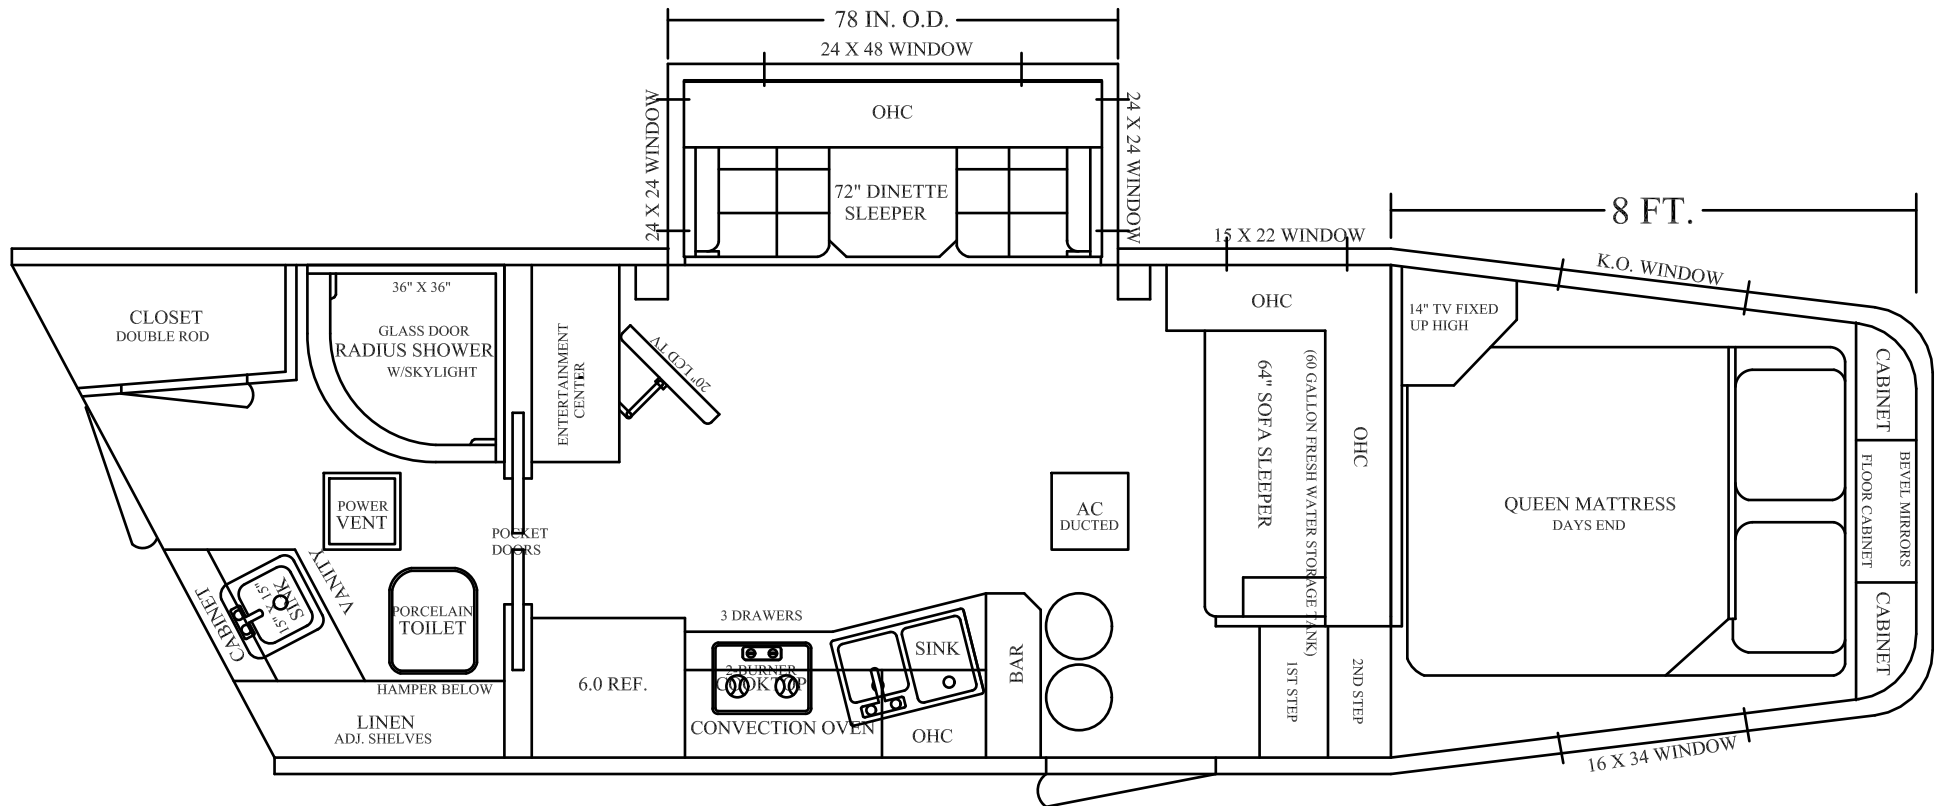 78 IN. O.D.
24 X 48 WINDOW
24 X 24 WINDOW
OHC
24 X 24 WINDOW
72" DINETTE
SLEEPER
8 FT.
15 X 22 WINDOW
K.O. WINDOW
CLOSET
DOUBLE ROD
36" X 36"
GLASS DOOR
RADIUS SHOWER
W/SKYLIGHT
ENTERTAINMENT
CENTER
20" LCD TV
OHC
14" TV FIXED
UP HIGH
64" SOFA SLEEPER
(60 GALLON FRESH WATER STORAGE TANK)
OHC
CABINET
BEVEL MIRRORS
FLOOR CABINET
CABINET
QUEEN MATTRESS
DAYS END
POWER
VENT
POCKET
DOORS
AC
DUCTED
VANITY
SINK
15" X 15"
CABINET
PORCELAIN
TOILET
HAMPER BELOW
LINEN
ADJ. SHELVES
6.0 REF.
3 DRAWERS
2-BURNER
COOKTOP
CONVECTION OVEN
SINK
OHC
BAR
1ST STEP
2ND STEP
16 X 34 WINDOW